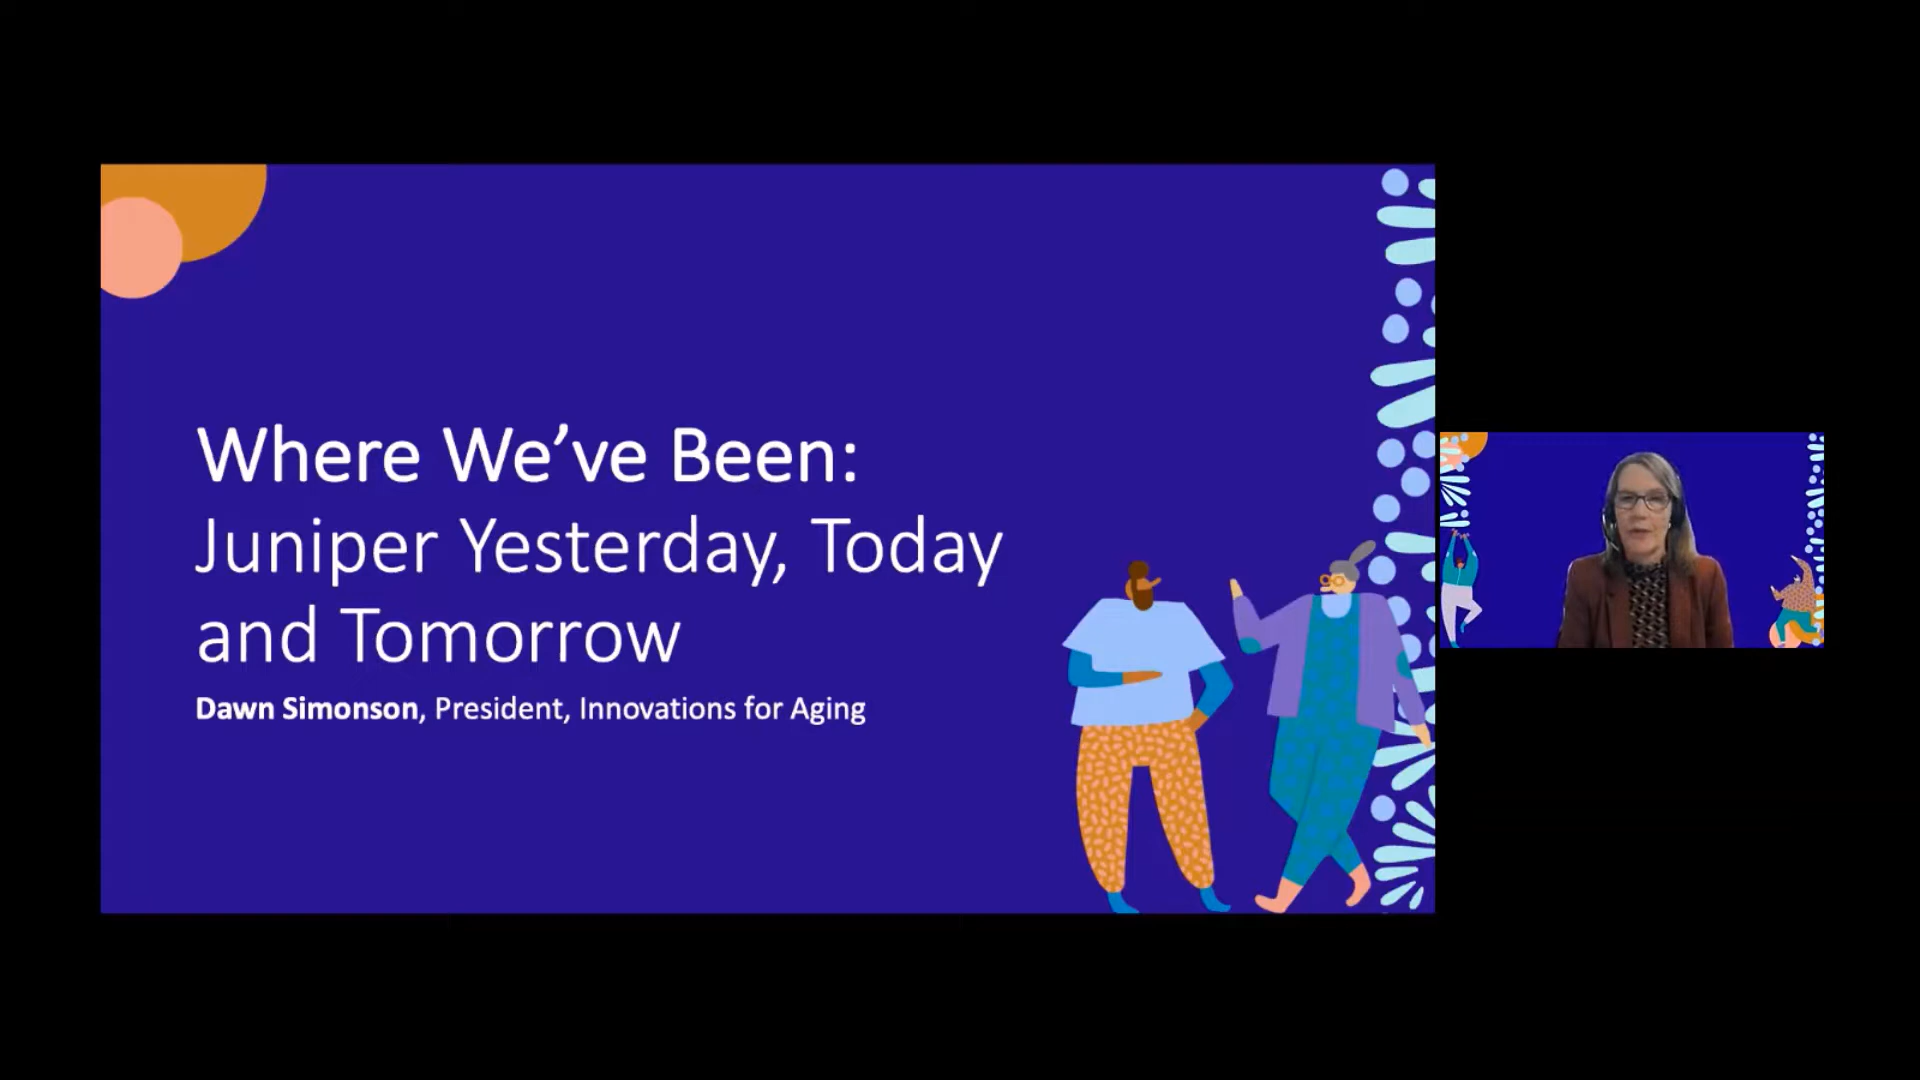 Where We’ve Been:
Juniper Yesterday, Today
and Tomorrow
Dawn Simonson, President, Innovations for Aging